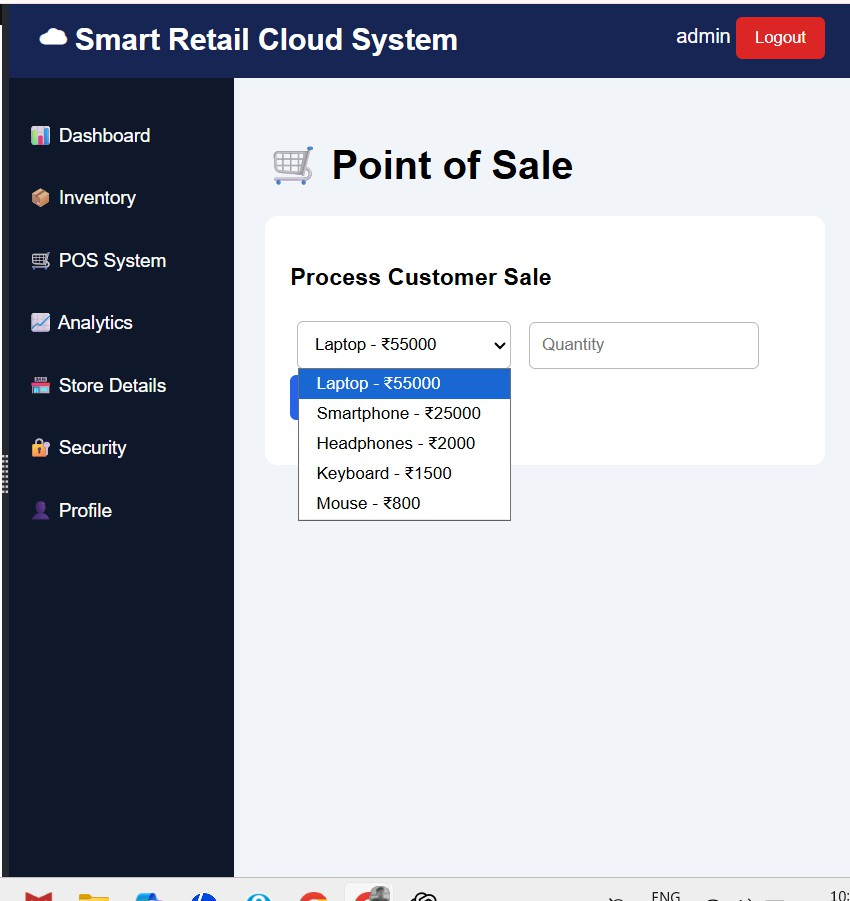 Smart Retail Cloud System
admin
Logout
Dashboard
Inventory
POS System
Analytics
Store Details
Security
Profile
Point of Sale
Process Customer Sale
Laptop - ₹55000
Quantity
Laptop - ₹55000
Smartphone - ₹25000
Headphones - ₹2000
Keyboard - ₹1500
Mouse - ₹800
ENG
10: